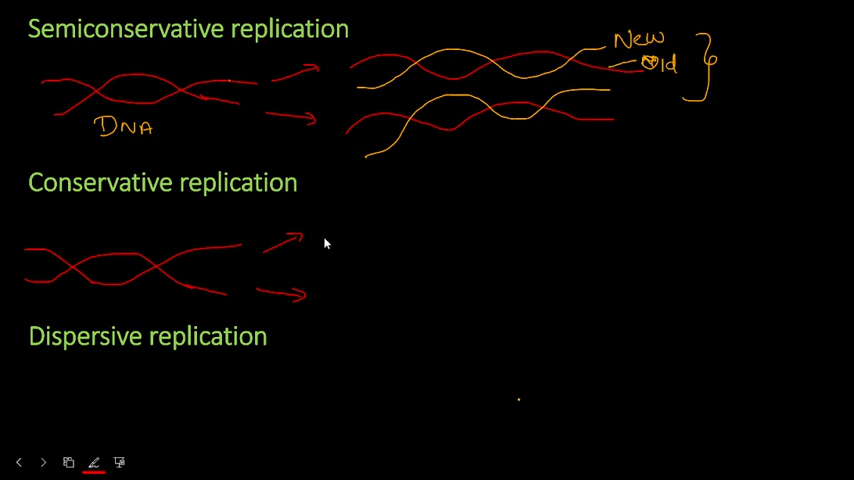 Semiconservative replication
New
Old
DNA
Conservative replication
Dispersive replication